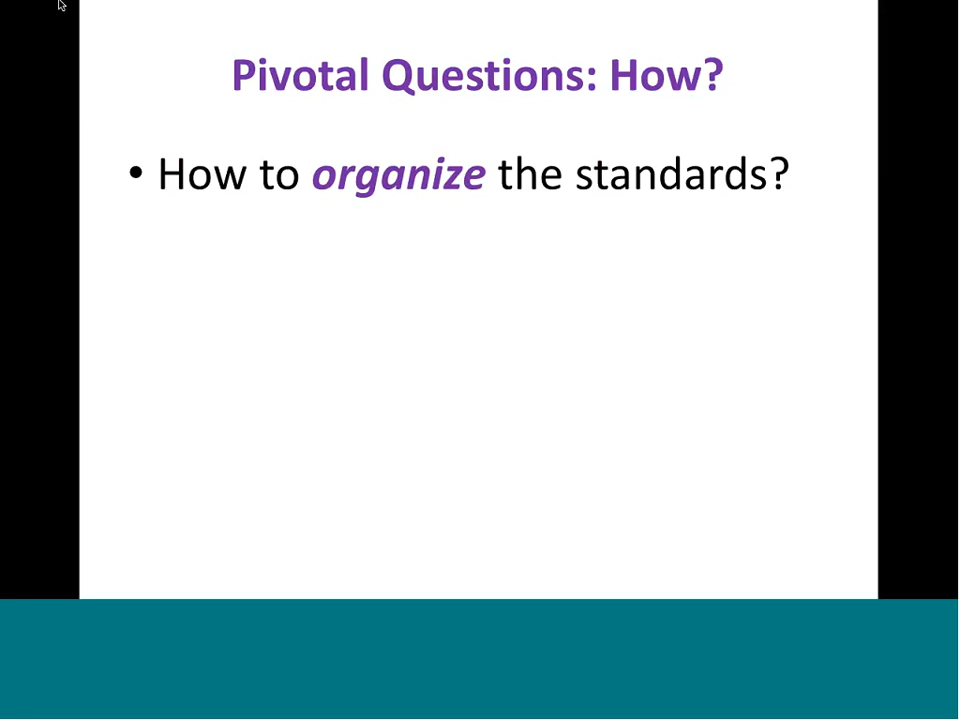 Pivotal Questions: How?
• How to organize the standards?